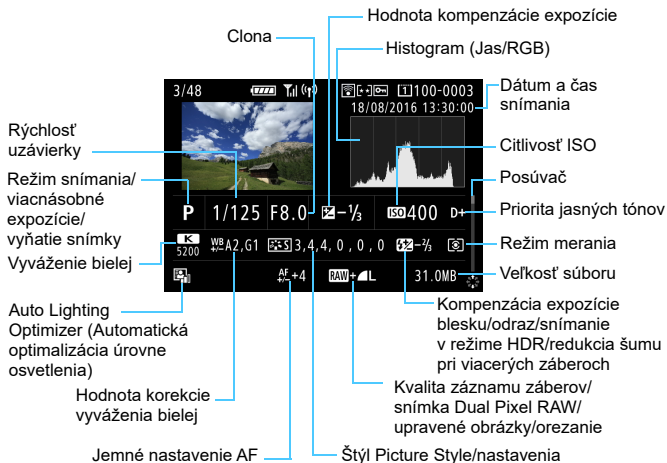 Hodnota kompenzácie expozície
Clona
Histogram (Jas/RGB)
Dátum a čas
snímania
3/48
1 100-0003
18/08/2016 13:30:00
Rýchlosť
uzávierky
Citlivosť ISO
Posúvač
Režim snímania/
viacnásobné
expozície/
vyňatie snímky
P 1/125 F8.0 -⅓ ISO 400 D+
Priorita jasných tónov
K
5200
WB +/- A2,G1 S 3,4,4,0,0,0 -⅔
Režim merania
Vyváženie bielej
AF +/- +4 RAW+L 31.0MB
Veľkosť súboru
Auto Lighting
Optimizer (Automatická
optimalizácia úrovne
osvetlenia)
Kompenzácia expozície
blesku/odraz/snímanie
v režime HDR/redukcia šumu
pri viacerých záberoch
Hodnota korekcie
vyváženia bielej
Kvalita záznamu záberov/
snímka Dual Pixel RAW/
upravené obrázky/orezanie
Jemné nastavenie AF
Štýl Picture Style/nastavenia